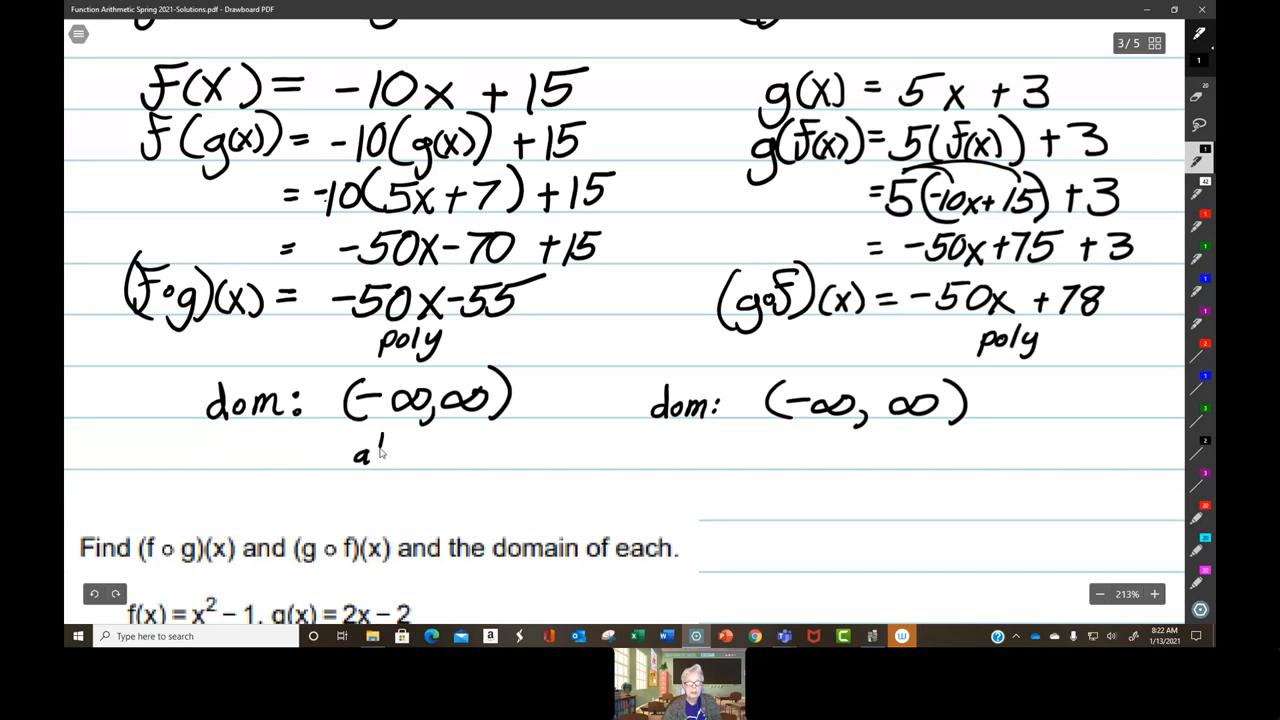 Function Arithmetic Spring 2021-Solutions.pdf - Drawboard PDF
3 / 5
f(x) = -10x + 15
f(g(x)) = -10(g(x)) + 15
= -10(5x + 7) + 15
= -50x - 70 + 15
(f∘g)(x) = -50x - 55
poly
dom: (-∞, ∞)
a
g(x) = 5x + 3
g(f(x)) = 5(f(x)) + 3
= 5(-10x + 15) + 3
= -50x + 75 + 3
(g∘f)(x) = -50x + 78
poly
dom: (-∞, ∞)
Find (f ∘ g)(x) and (g ∘ f)(x) and the domain of each.
f(x) = x² − 1, g(x) = 2x − 2
213%
Type here to search
8:22 AM
1/13/2021